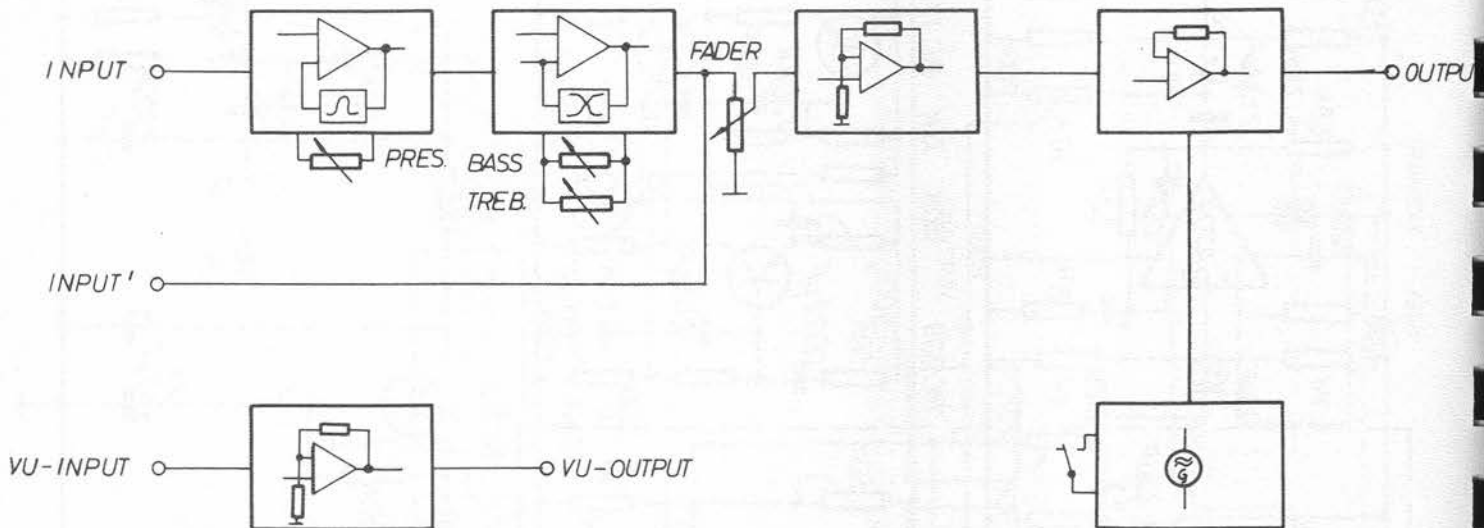 INPUT
FADER
OUTPU
PRES.
BASS
TREB.
INPUT'
VU-INPUT
VU-OUTPUT
G